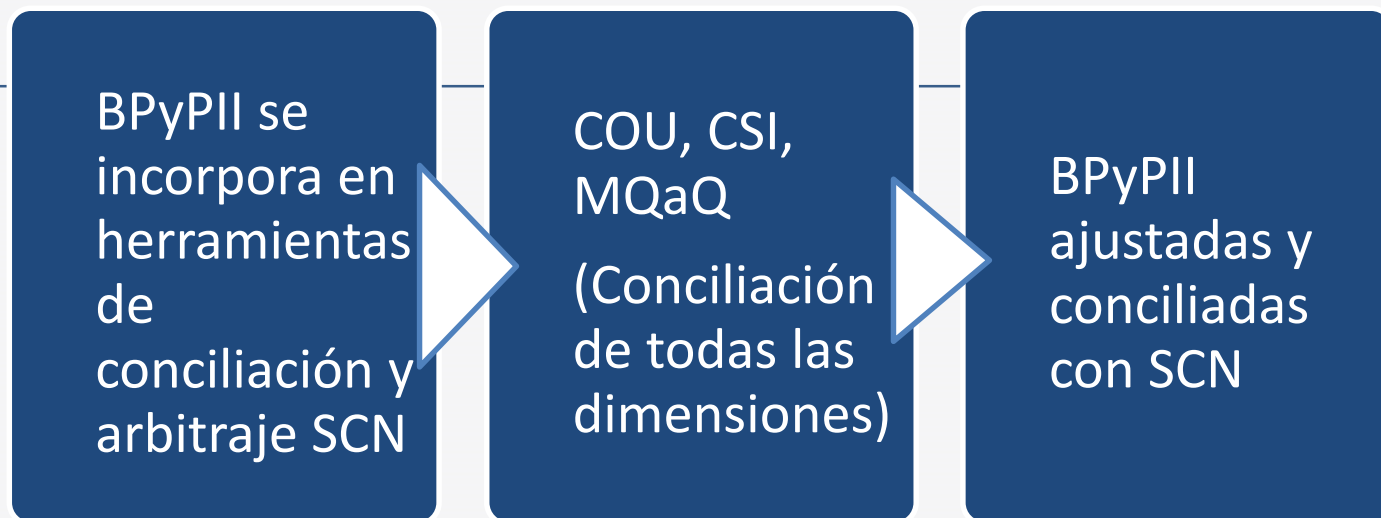 BPyPII se
incorpora en
herramientas
de
conciliación y
arbitraje SCN
COU, CSI,
MQaQ
(Conciliación
de todas las
dimensiones)
BPyPII
ajustadas y
conciliadas
con SCN